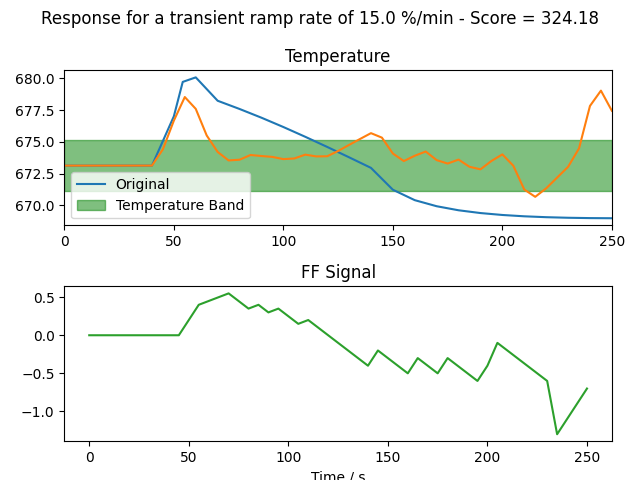 Response for a transient ramp rate of 15.0 %/min - Score = 324.18
Temperature
680.0
677.5
675.0
672.5
670.0
Original
Temperature Band
0 50 100 150 200 250
FF Signal
0.5
0.0
−0.5
−1.0
0 50 100 150 200 250
Time / s